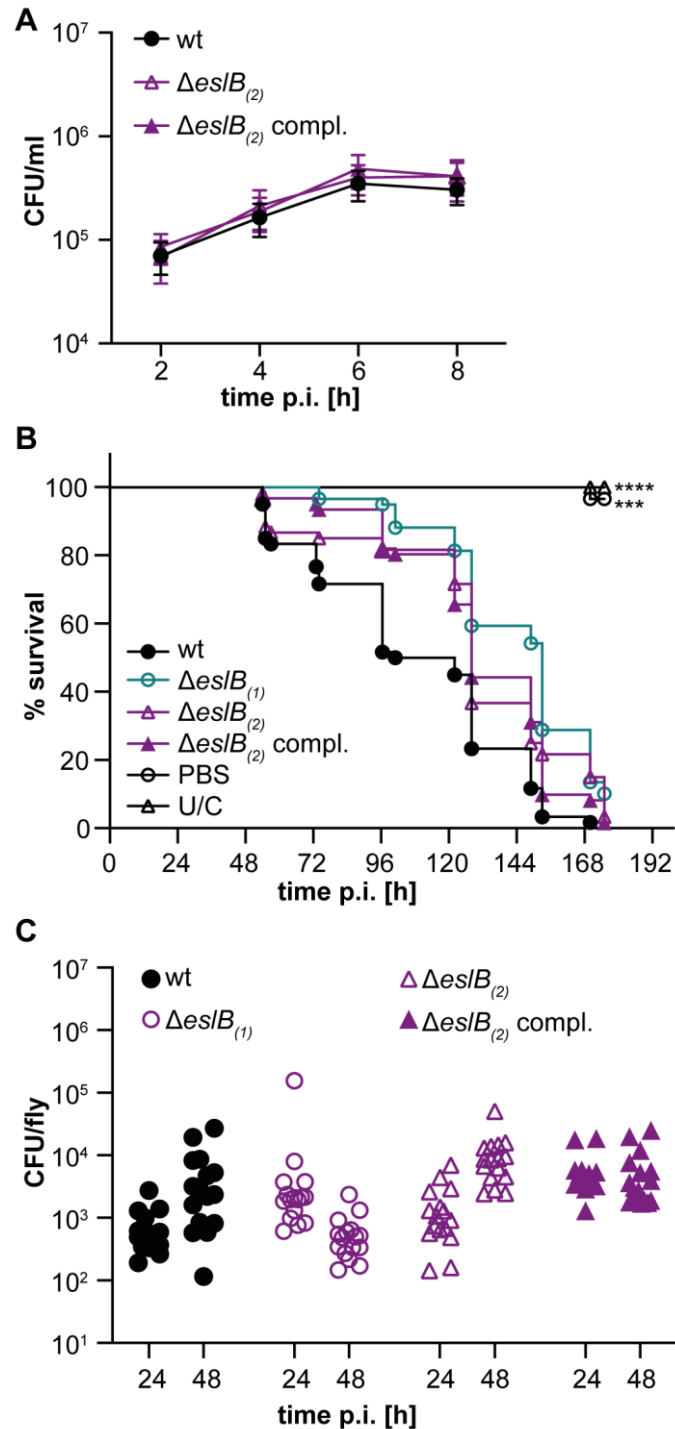 A
10⁷
wt
ΔeslB₍₂₎
ΔeslB₍₂₎ compl.
10⁶
CFU/ml
10⁵
10⁴
2 4 6 8
time p.i. [h]
B
100
****
***
80
60
% survival
wt
ΔeslB₍₁₎
40
ΔeslB₍₂₎
ΔeslB₍₂₎ compl.
20
PBS
U/C
0
0 24 48 72 96 120 144 168 192
time p.i. [h]
C
10⁷
wt ΔeslB₍₂₎
10⁶
ΔeslB₍₁₎ ΔeslB₍₂₎ compl.
10⁵
CFU/fly
10⁴
10³
10²
10¹
24 48 24 48 24 48 24 48
time p.i. [h]